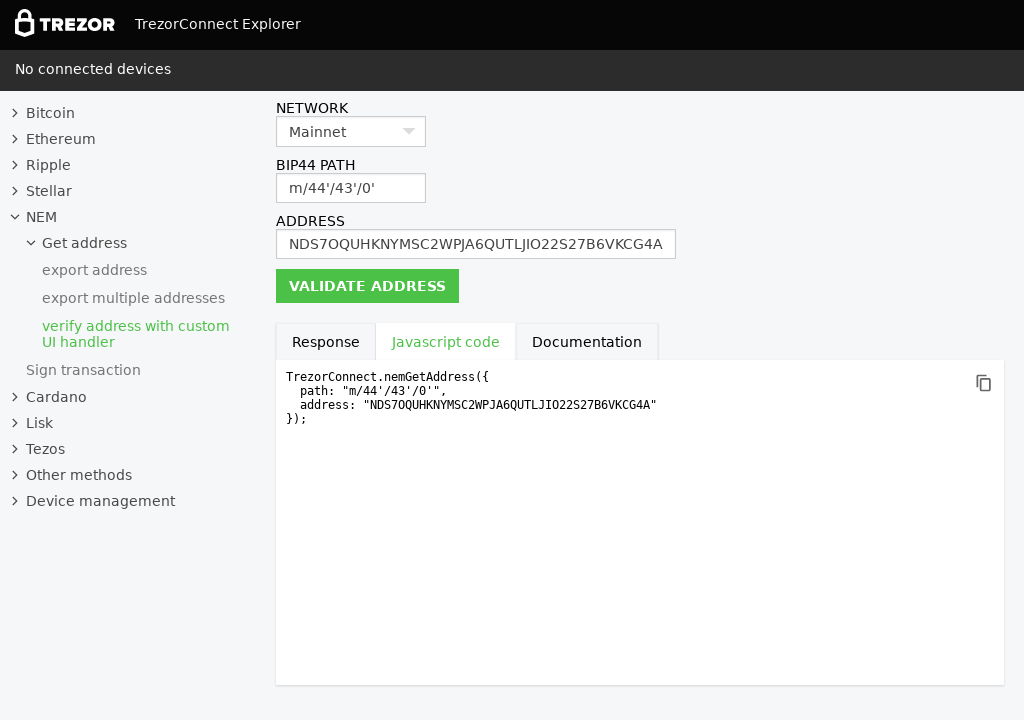 TREZOR TrezorConnect Explorer
No connected devices
Bitcoin
Ethereum
Ripple
Stellar
NEM
Get address
export address
export multiple addresses
verify address with custom
UI handler
Sign transaction
Cardano
Lisk
Tezos
Other methods
Device management
NETWORK
Mainnet
BIP44 PATH
m/44'/43'/0'
ADDRESS
NDS7OQUHKNYMSC2WPJA6QUTLJIO22S27B6VKCG4A
VALIDATE ADDRESS
Response Javascript code Documentation
TrezorConnect.nemGetAddress({
  path: "m/44'/43'/0'",
  address: "NDS7OQUHKNYMSC2WPJA6QUTLJIO22S27B6VKCG4A"
});